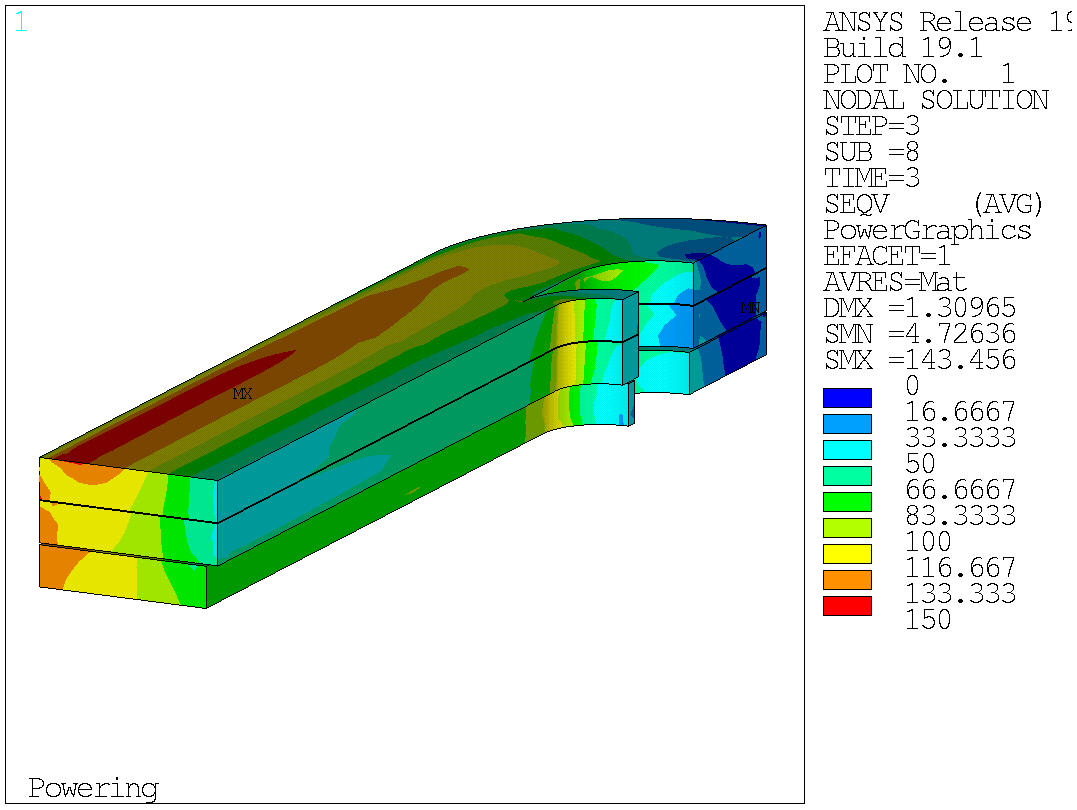 1
ANSYS Release 19
Build 19.1
PLOT NO. 1
NODAL SOLUTION
STEP=3
SUB =8
TIME=3
SEQV (AVG)
PowerGraphics
EFACET=1
AVRES=Mat
DMX =1.30965
SMN =4.72636
SMX =143.456
0
16.6667
33.3333
50
66.6667
83.3333
100
116.667
133.333
150
MN
MX
Powering